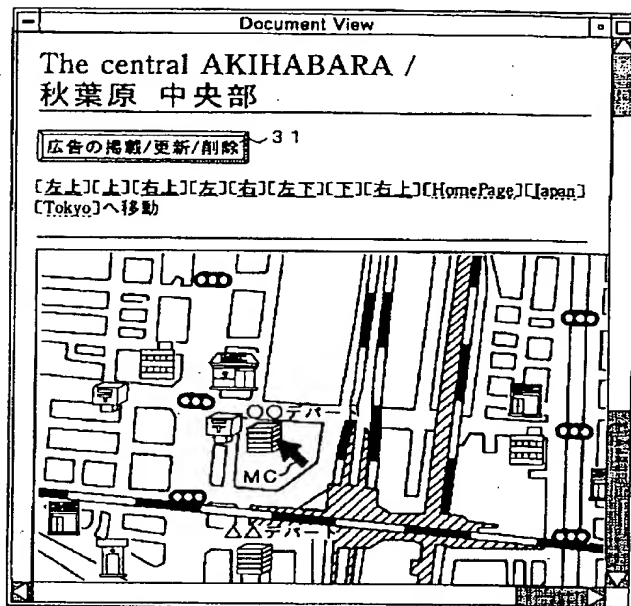 Document View
The central AKIHABARA /
秋葉原 中央部
広告の掲載/更新/削除
31
[左上][上][右上][左][右][左下][下][右上][HomePage][Japan]
[Tokyo]へ移動
○○デパート
MC
△△デパート